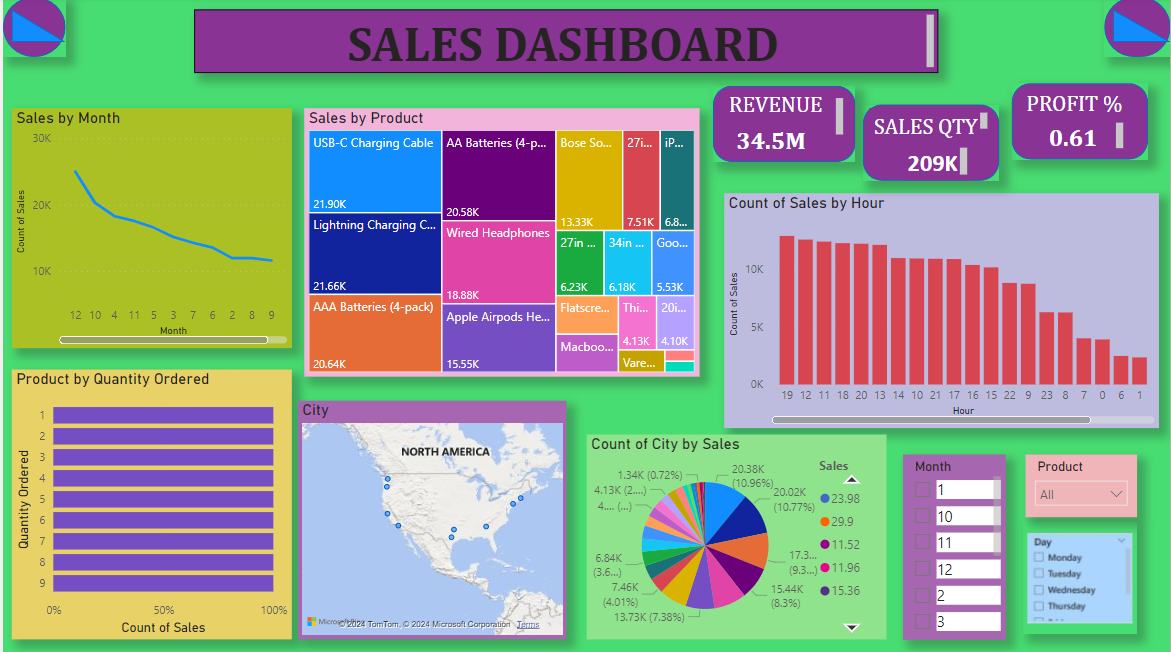 SALES DASHBOARD
REVENUE
34.5M
SALES QTY
209K
PROFIT %
0.61
Sales by Month
30K
20K
10K
Count of Sales
12 10 4 11 5 3 7 6 2 8 9
Month
Sales by Product
USB-C Charging Cable
21.90K
Lightning Charging C...
21.66K
AAA Batteries (4-pack)
20.64K
AA Batteries (4-p...
20.58K
Wired Headphones
18.88K
Apple Airpods He...
15.55K
Bose So...
13.33K
27i...
7.51K
iP...
6.8...
27in ...
6.23K
34in ...
6.18K
Goo...
5.53K
Flatscre...
Macboo...
Thi...
4.13K
20i...
4.10K
Vare...
Count of Sales by Hour
10K
5K
0K
Count of Sales
19 12 11 18 20 13 14 10 21 17 16 15 22 9 23 8 7 0 6 1
Hour
Product by Quantity Ordered
Quantity Ordered
1
2
3
4
5
6
7
8
9
0% 50% 100%
Count of Sales
City
NORTH AMERICA
© 2024 TomTom, © 2024 Microsoft Corporation Terms
Count of City by Sales
1.34K (0.72%)
4.13K (2....)
4.... (...)
6.84K
(3.6...)
7.46K
(4.01%)
13.73K (7.38%)
20.38K
(10.96%)
20.02K
(10.77%)
17.3...
(9.3...)
15.44K
(8.3%)
Sales
23.98
29.9
11.52
11.96
15.36
Month
1
10
11
12
2
3
Product
All
Day
Monday
Tuesday
Wednesday
Thursday